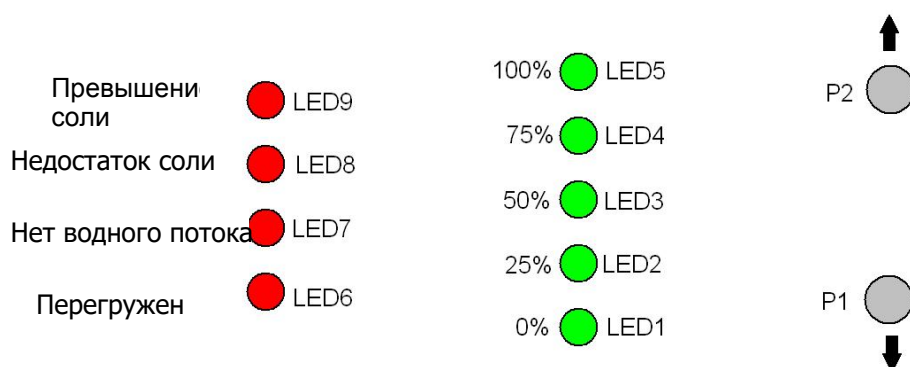 Превышени
соли
LED9
Недостаток соли
LED8
Нет водного потока
LED7
Перегружен
LED6
100% LED5
75% LED4
50% LED3
25% LED2
0% LED1
P2
P1